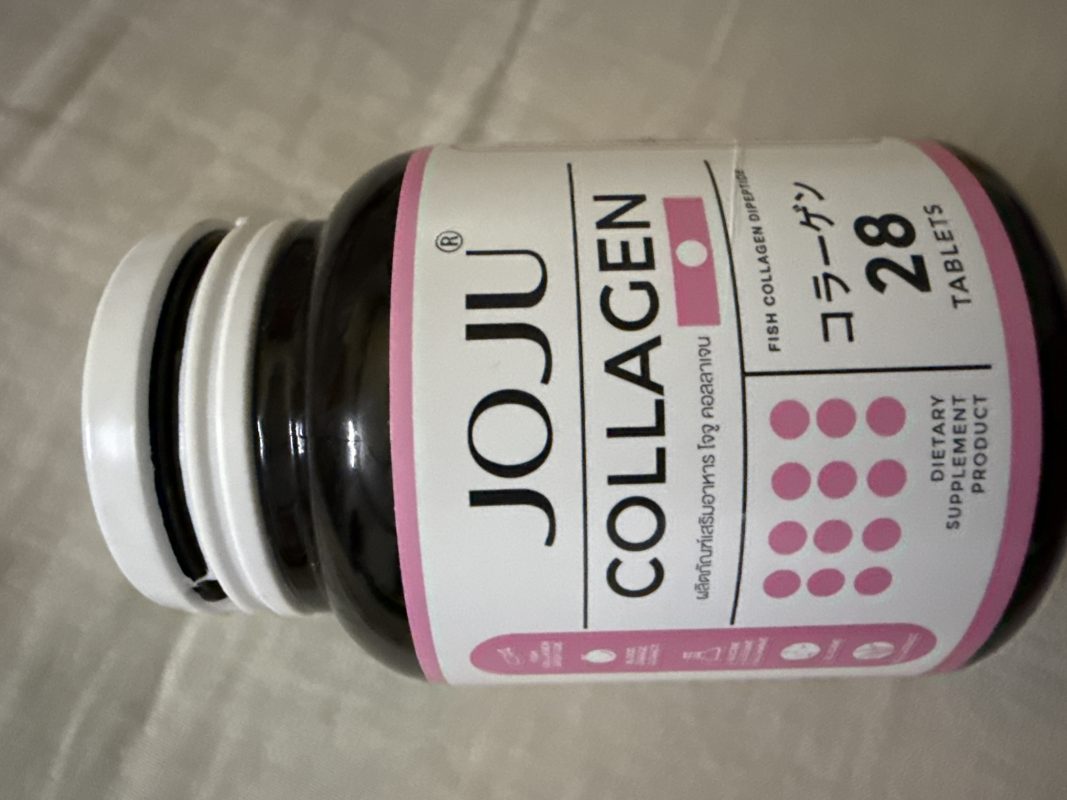 JOJU®
COLLAGEN
ผลิตภัณฑ์เสริมอาหาร โจจู คอลลาเจน
FISH COLLAGEN DIPEPTIDE
コラーゲン
28
TABLETS
DIETARY
SUPPLEMENT
PRODUCT